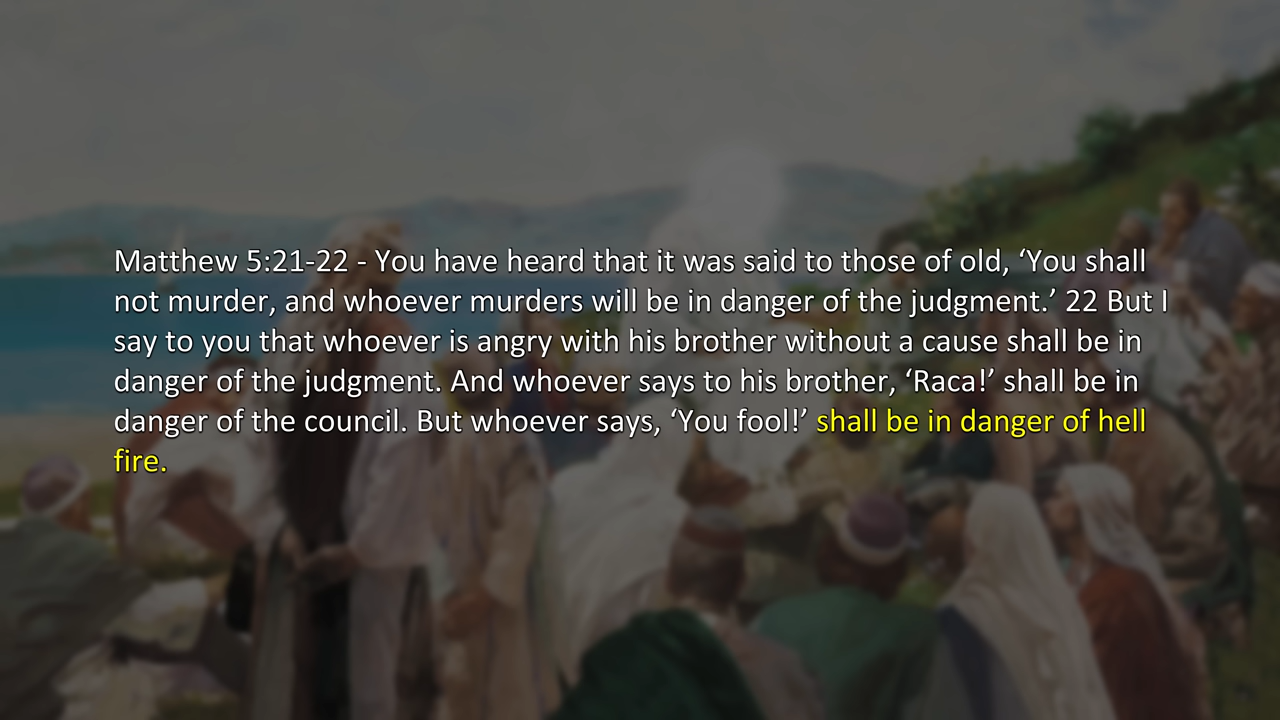 Matthew 5:21-22 - You have heard that it was said to those of old, ‘You shall
not murder, and whoever murders will be in danger of the judgment.’ 22 But I
say to you that whoever is angry with his brother without a cause shall be in
danger of the judgment. And whoever says to his brother, ‘Raca!’ shall be in
danger of the council. But whoever says, ‘You fool!’ shall be in danger of hell
fire.